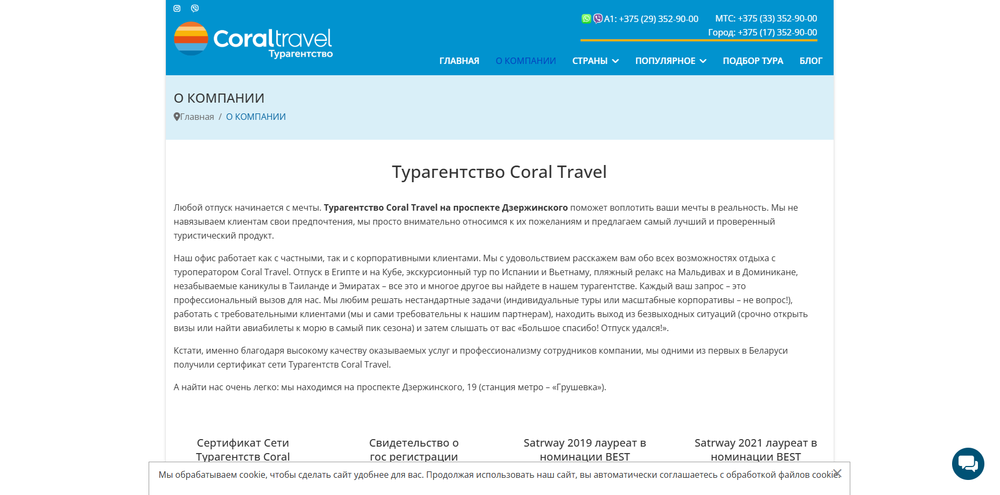 А1: +375 (29) 352-90-00
МТС: +375 (33) 352-90-00
Город: +375 (17) 352-90-00
Coraltravel
Турагентство
ГЛАВНАЯ О КОМПАНИИ СТРАНЫ ПОПУЛЯРНОЕ ПОДБОР ТУРА БЛОГ
О КОМПАНИИ
Главная / О КОМПАНИИ
Турагентство Coral Travel
Любой отпуск начинается с мечты. Турагентство Coral Travel на проспекте Дзержинского поможет воплотить ваши мечты в реальность. Мы не
навязываем клиентам свои предпочтения, мы просто внимательно относимся к их пожеланиям и предлагаем самый лучший и проверенный
туристический продукт.
Наш офис работает как с частными, так и с корпоративными клиентами. Мы с удовольствием расскажем вам обо всех возможностях отдыха с
туроператором Coral Travel. Отпуск в Египте и на Кубе, экскурсионный тур по Испании и Вьетнаму, пляжный релакс на Мальдивах и в Доминикане,
незабываемые каникулы в Таиланде и Эмиратах – все это и многое другое вы найдете в нашем турагентстве. Каждый ваш запрос – это
профессиональный вызов для нас. Мы любим решать нестандартные задачи (индивидуальные туры или масштабные корпоративы – не вопрос!),
работать с требовательными клиентами (мы и сами требовательны к нашим партнерам), находить выход из безвыходных ситуаций (срочно открыть
визы или найти авиабилеты к морю в самый пик сезона) и затем слышать от вас «Большое спасибо! Отпуск удался!».
Кстати, именно благодаря высокому качеству оказываемых услуг и профессионализму сотрудников компании, мы одними из первых в Беларуси
получили сертификат сети Турагентств Coral Travel.
А найти нас очень легко: мы находимся на проспекте Дзержинского, 19 (станция метро – «Грушевка»).
Сертификат Сети
Турагентств Coral
Свидетельство о
гос регистрации
Satrway 2019 лауреат в
номинации BEST
Satrway 2021 лауреат в
номинации BEST
Мы обрабатываем cookie, чтобы сделать сайт удобнее для вас. Продолжая использовать наш сайт, вы автоматически соглашаетесь с обработкой файлов cookie.